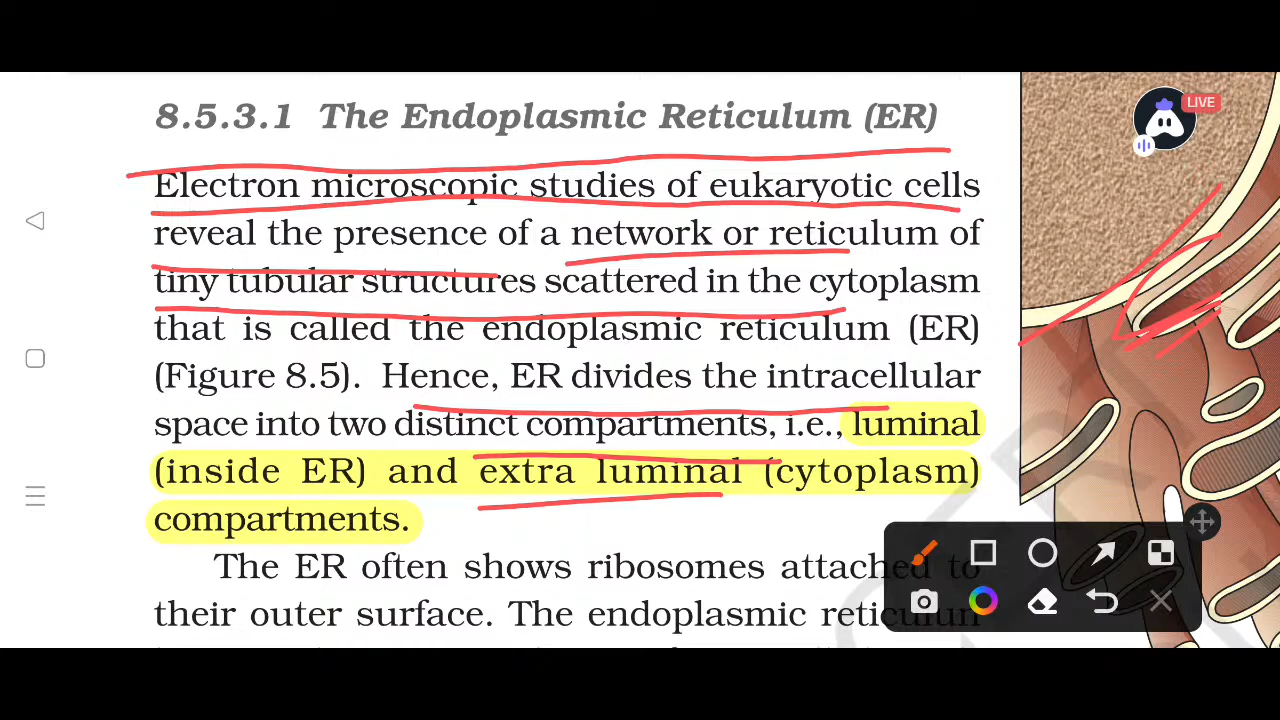 8.5.3.1 The Endoplasmic Reticulum (ER)
LIVE
Electron microscopic studies of eukaryotic cells
reveal the presence of a network or reticulum of
tiny tubular structures scattered in the cytoplasm
that is called the endoplasmic reticulum (ER)
(Figure 8.5). Hence, ER divides the intracellular
space into two distinct compartments, i.e., luminal
(inside ER) and extra luminal (cytoplasm)
compartments.
The ER often shows ribosomes attached to
their outer surface. The endoplasmic reticulun